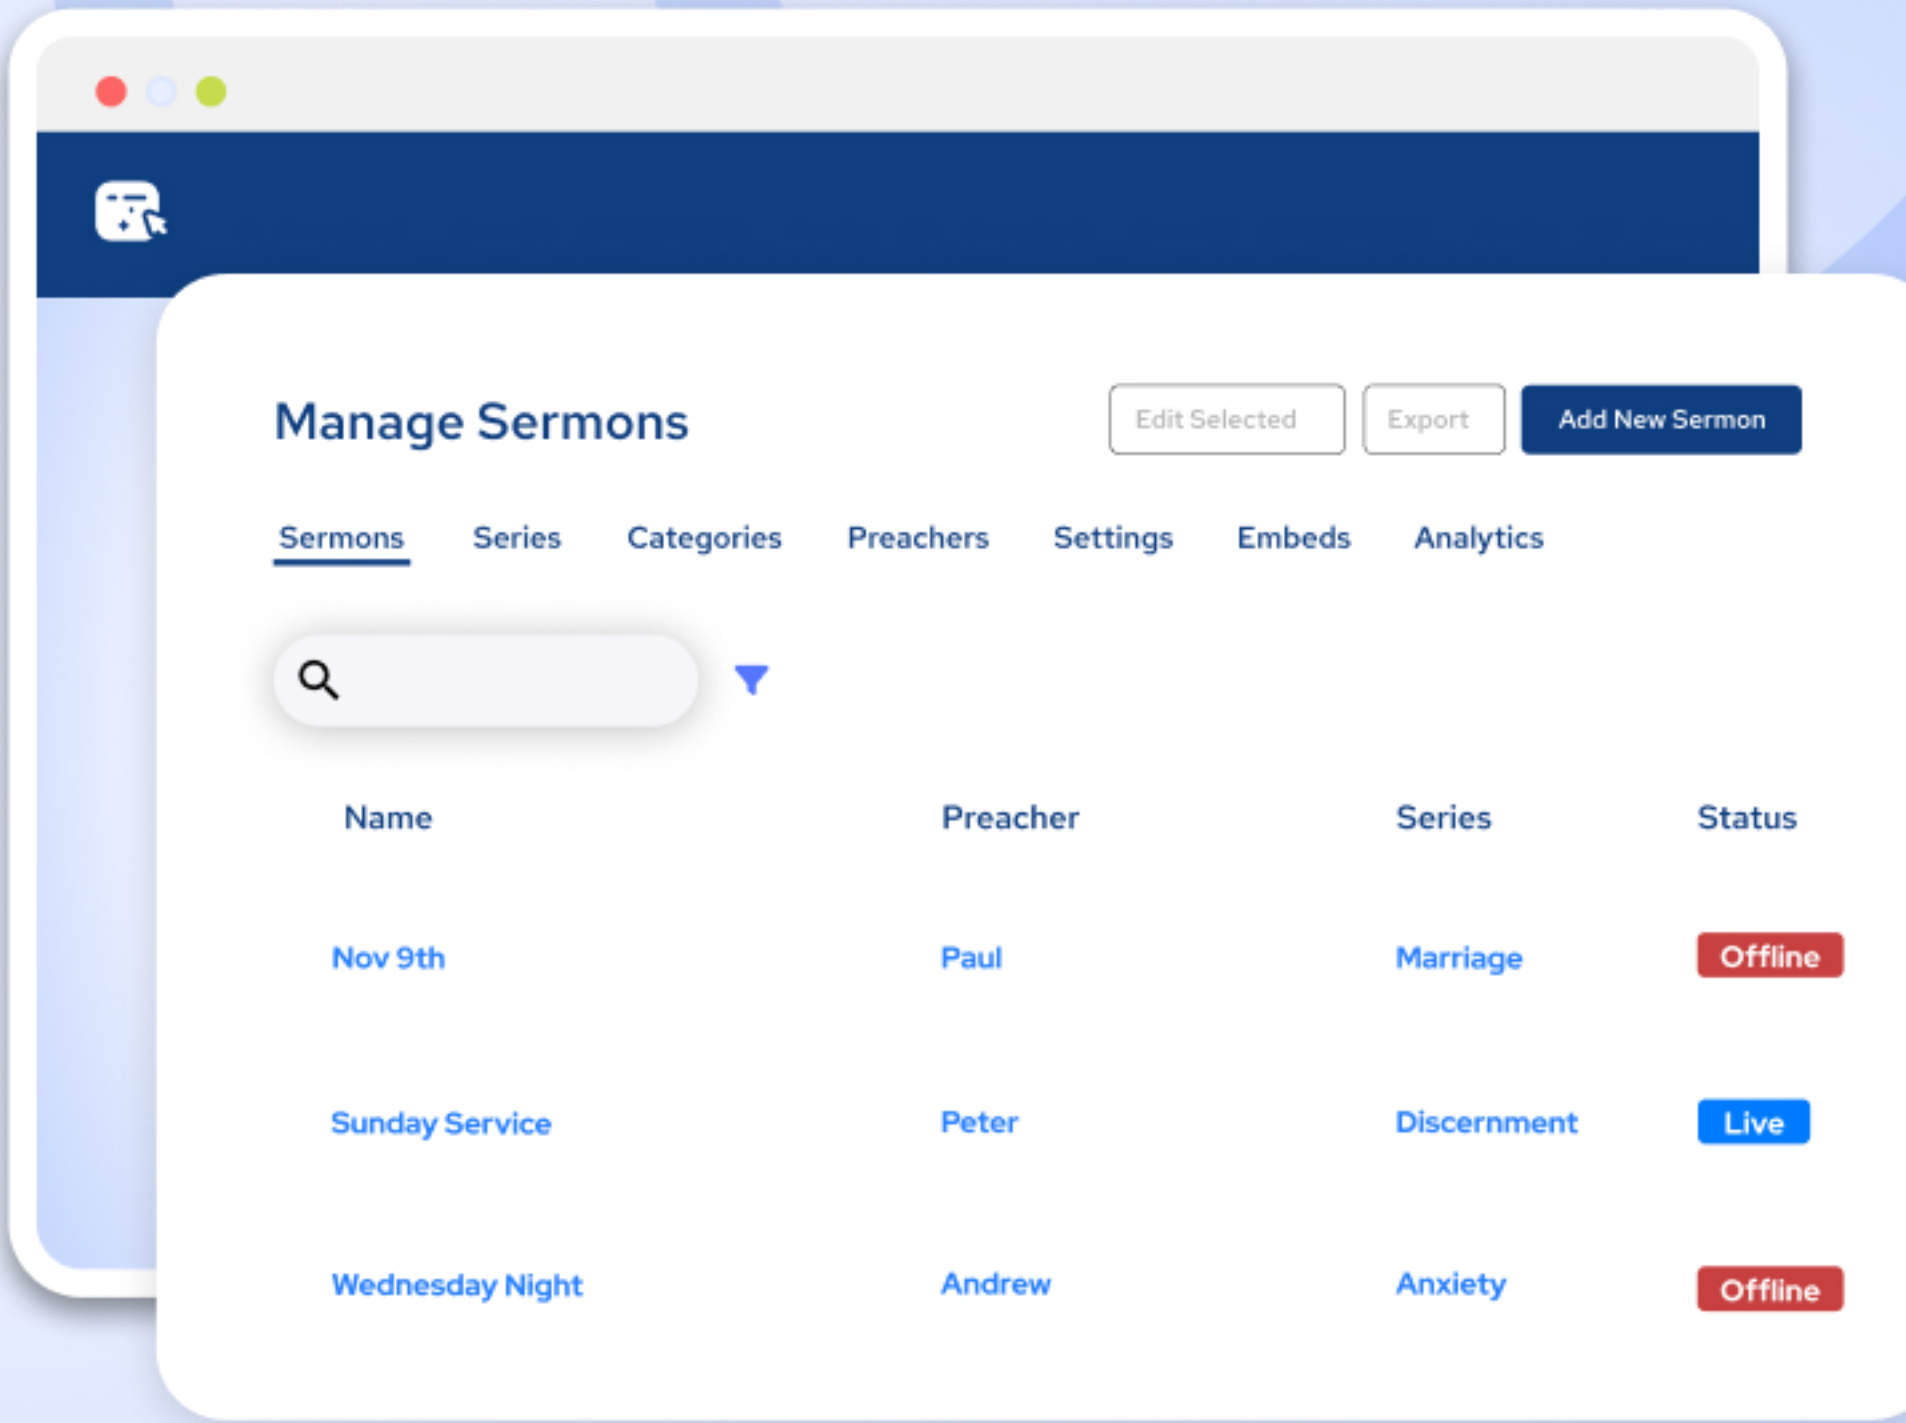 Manage Sermons
Edit Selected Export Add New Sermon
Sermons Series Categories Preachers Settings Embeds Analytics
Name Preacher Series Status
Nov 9th Paul Marriage Offline
Sunday Service Peter Discernment Live
Wednesday Night Andrew Anxiety Offline